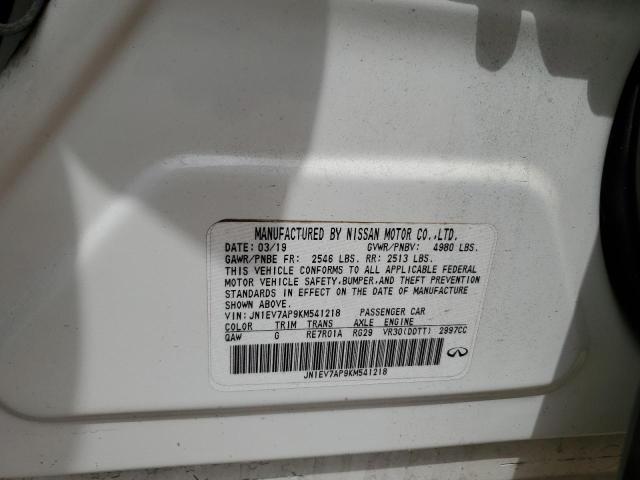 MANUFACTURED BY NISSAN MOTOR CO.,LTD.
DATE: 03/19 GVWR/PNBV: 4980 LBS.
GAWR/PNBE FR: 2546 LBS. RR: 2513 LBS.
THIS VEHICLE CONFORMS TO ALL APPLICABLE FEDERAL
MOTOR VEHICLE SAFETY,BUMPER,AND THEFT PREVENTION
STANDARDS IN EFFECT ON THE DATE OF MANUFACTURE
SHOWN ABOVE.
VIN: JN1EV7AP9KM541218 PASSENGER CAR
COLOR TRIM TRANS AXLE ENGINE
QAW G RE7R01A RG29 VR30(DDTT) 2997CC
JN1EV7AP9KM541218